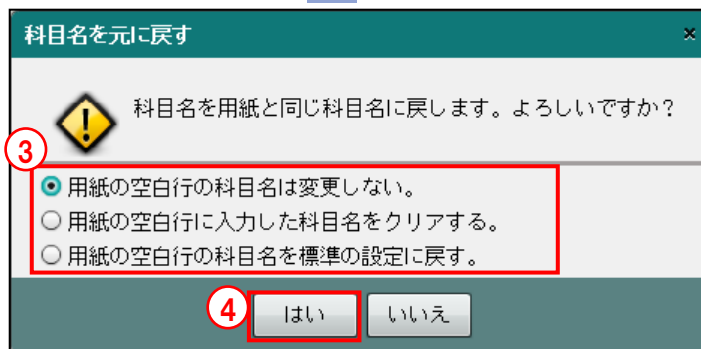 科目名を元に戻す ×
科目名を用紙と同じ科目名に戻します。よろしいですか？
③
用紙の空白行の科目名は変更しない。
用紙の空白行に入力した科目名をクリアする。
用紙の空白行の科目名を標準の設定に戻す。
④ はい いいえ